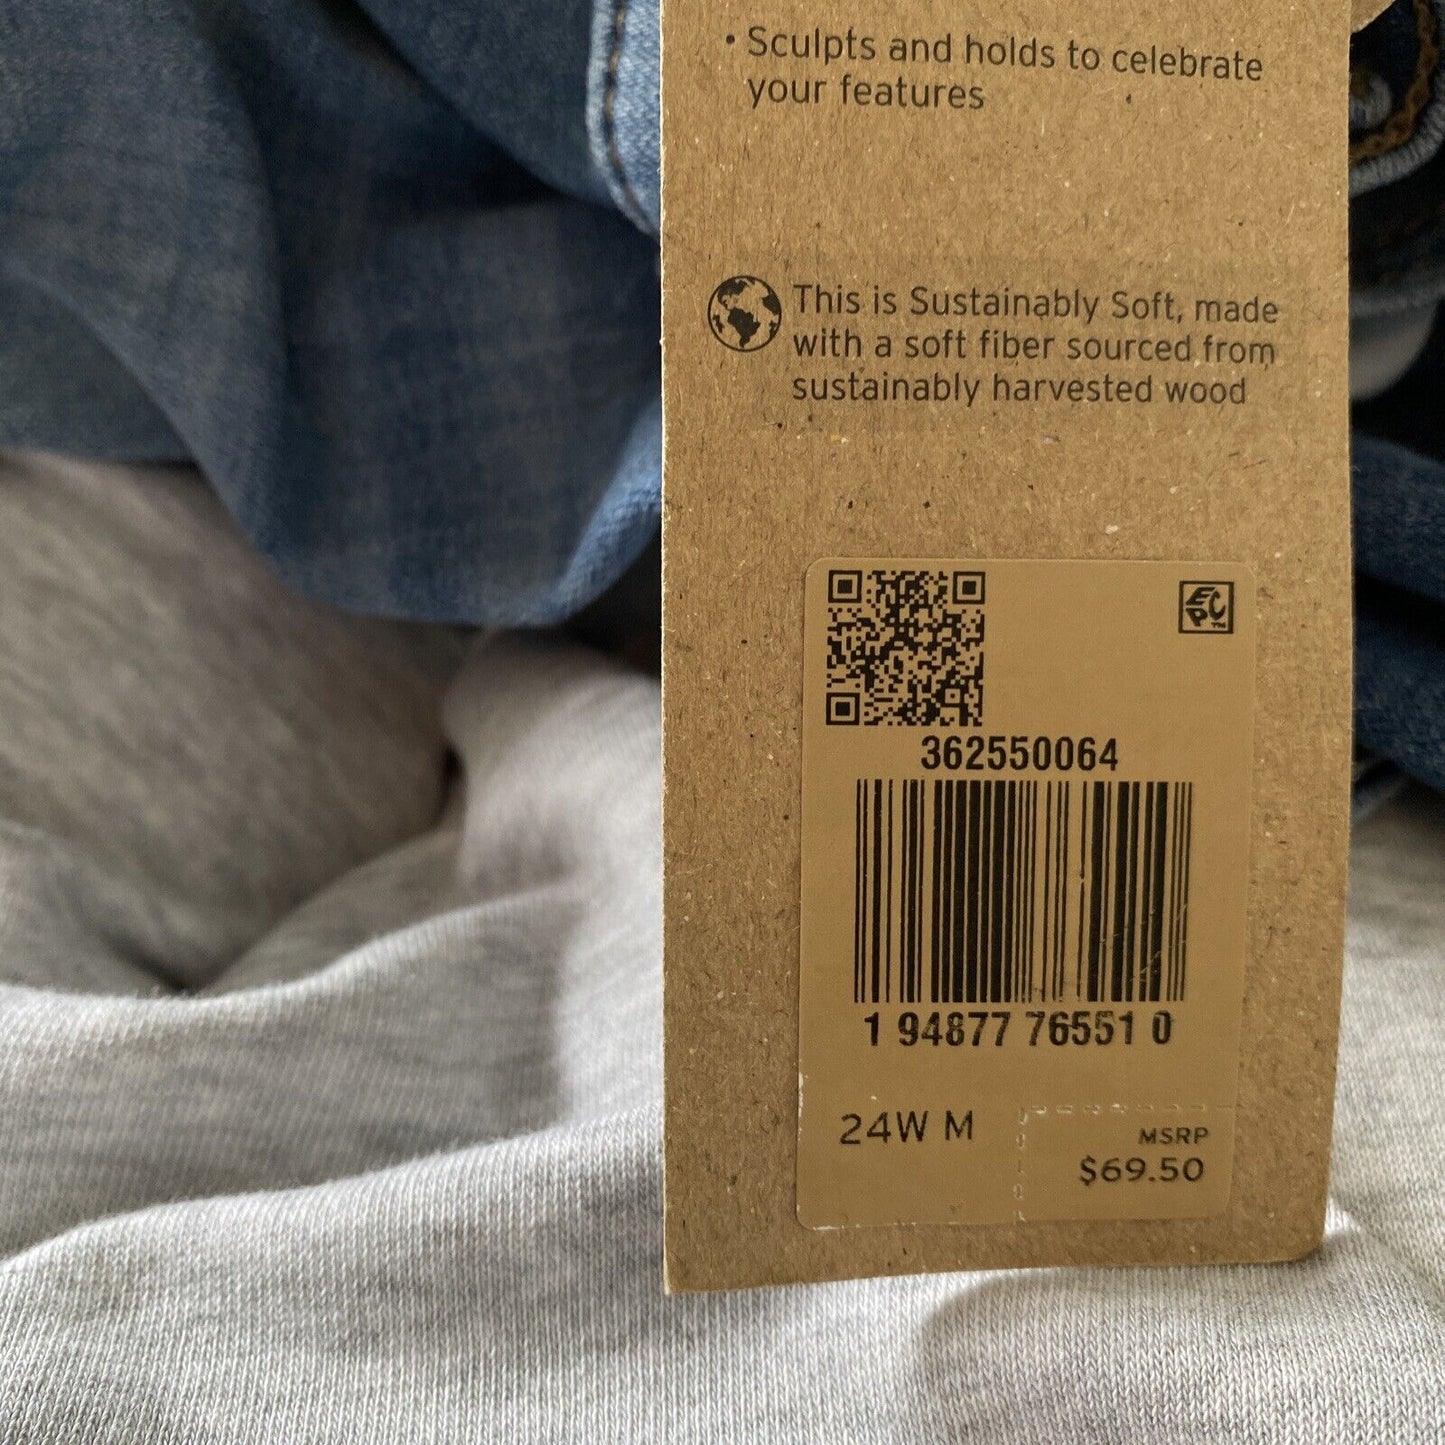 • Sculpts and holds to celebrate
your features
This is Sustainably Soft, made
with a soft fiber sourced from
sustainably harvested wood
EPC™
362550064
1 94877 76551 0
24W M
MSRP
$69.50